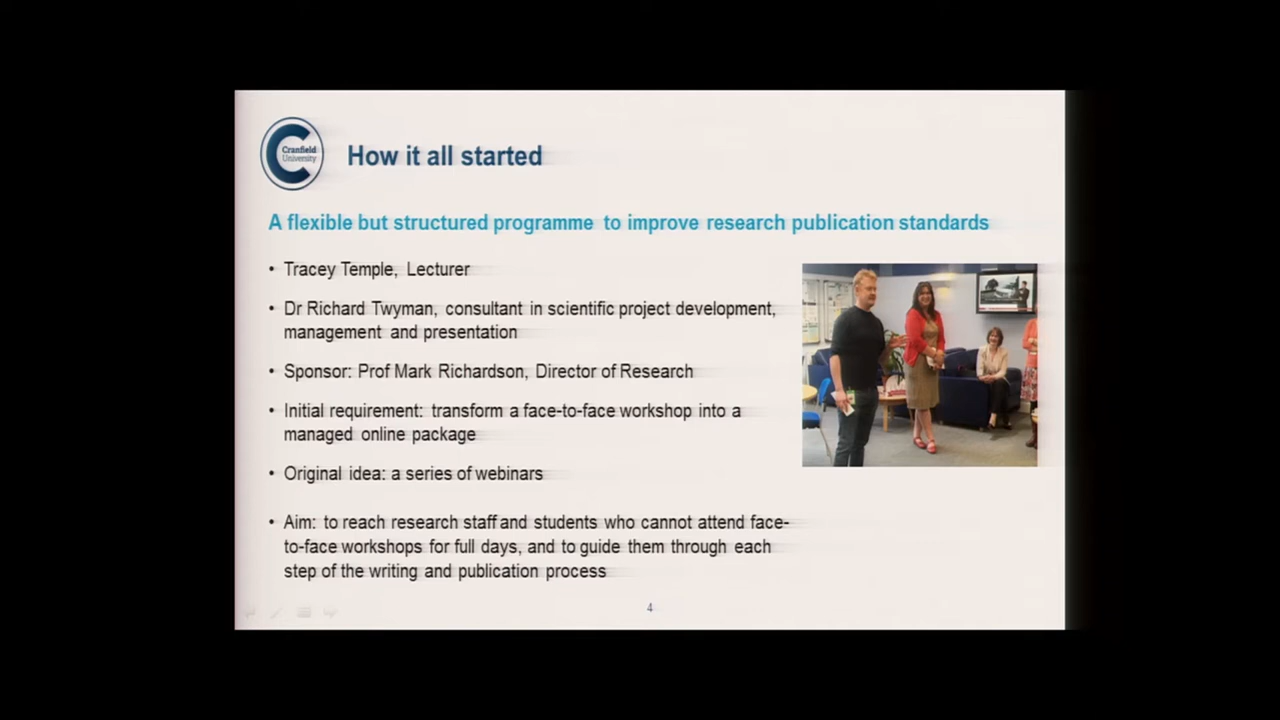 Cranfield
University
How it all started
A flexible but structured programme to improve research publication standards
• Tracey Temple, Lecturer
• Dr Richard Twyman, consultant in scientific project development,
management and presentation
• Sponsor: Prof Mark Richardson, Director of Research
• Initial requirement: transform a face-to-face workshop into a
managed online package
• Original idea: a series of webinars
• Aim: to reach research staff and students who cannot attend face-
to-face workshops for full days, and to guide them through each
step of the writing and publication process
4